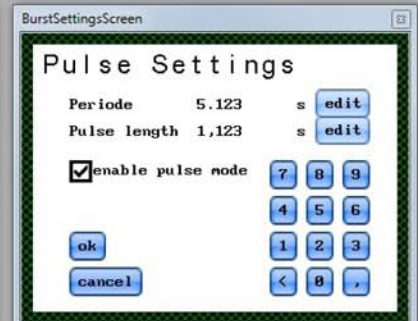 BurstSettingsScreen
Pulse Settings
Periode 5.123 s edit
Pulse length 1,123 s edit
enable pulse mode
7 8 9
4 5 6
ok 1 2 3
cancel < 0 ,